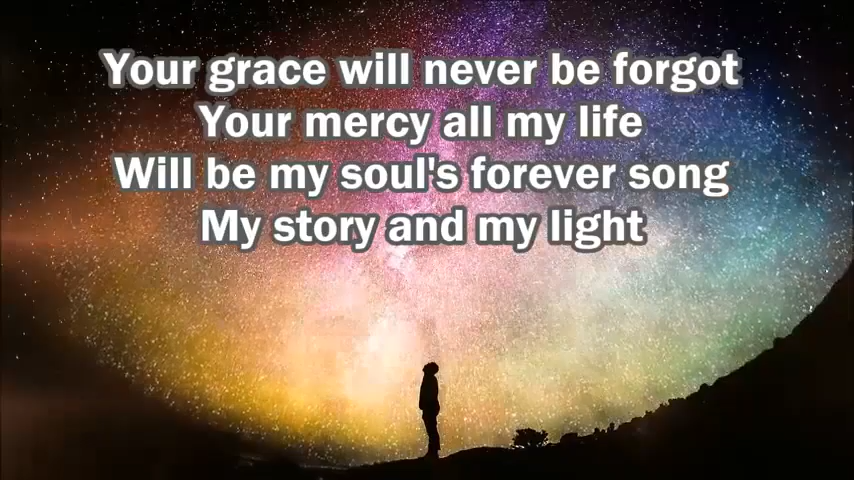 Your grace will never be forgot
Your mercy all my life
Will be my soul's forever song
My story and my light